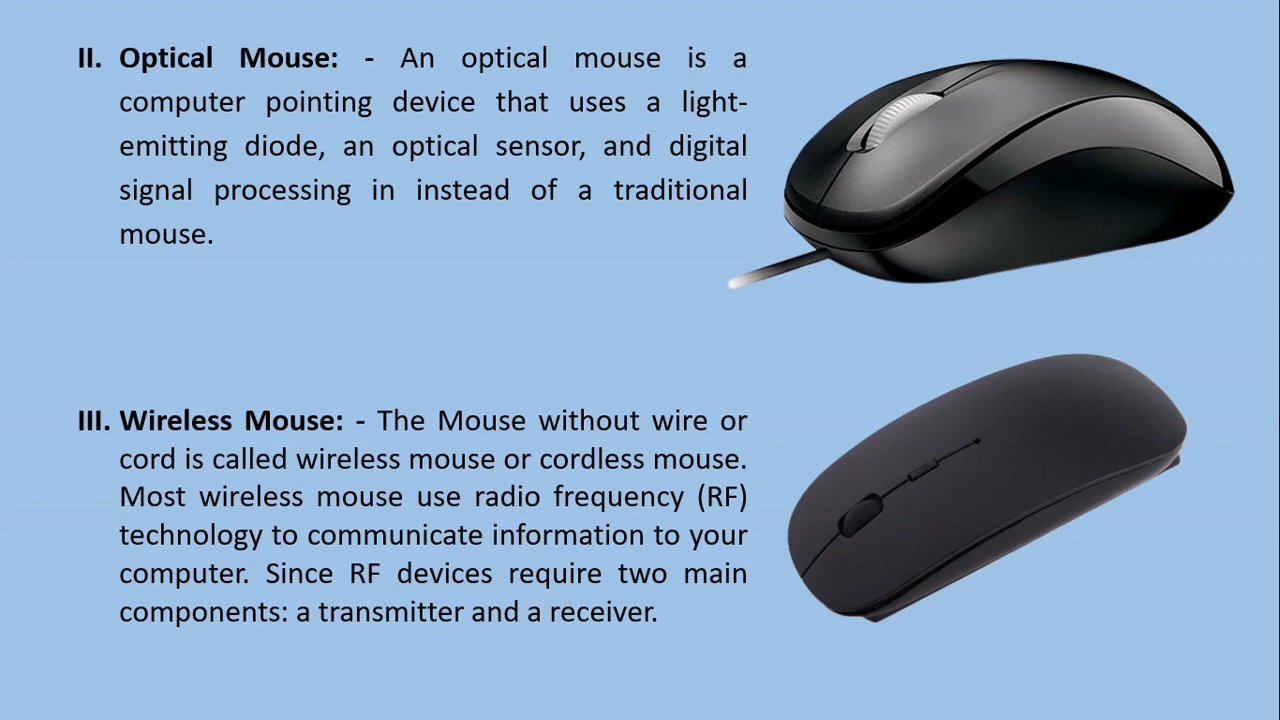 II. Optical Mouse: - An optical mouse is a
computer pointing device that uses a light-
emitting diode, an optical sensor, and digital
signal processing in instead of a traditional
mouse.
III. Wireless Mouse: - The Mouse without wire or
cord is called wireless mouse or cordless mouse.
Most wireless mouse use radio frequency (RF)
technology to communicate information to your
computer. Since RF devices require two main
components: a transmitter and a receiver.